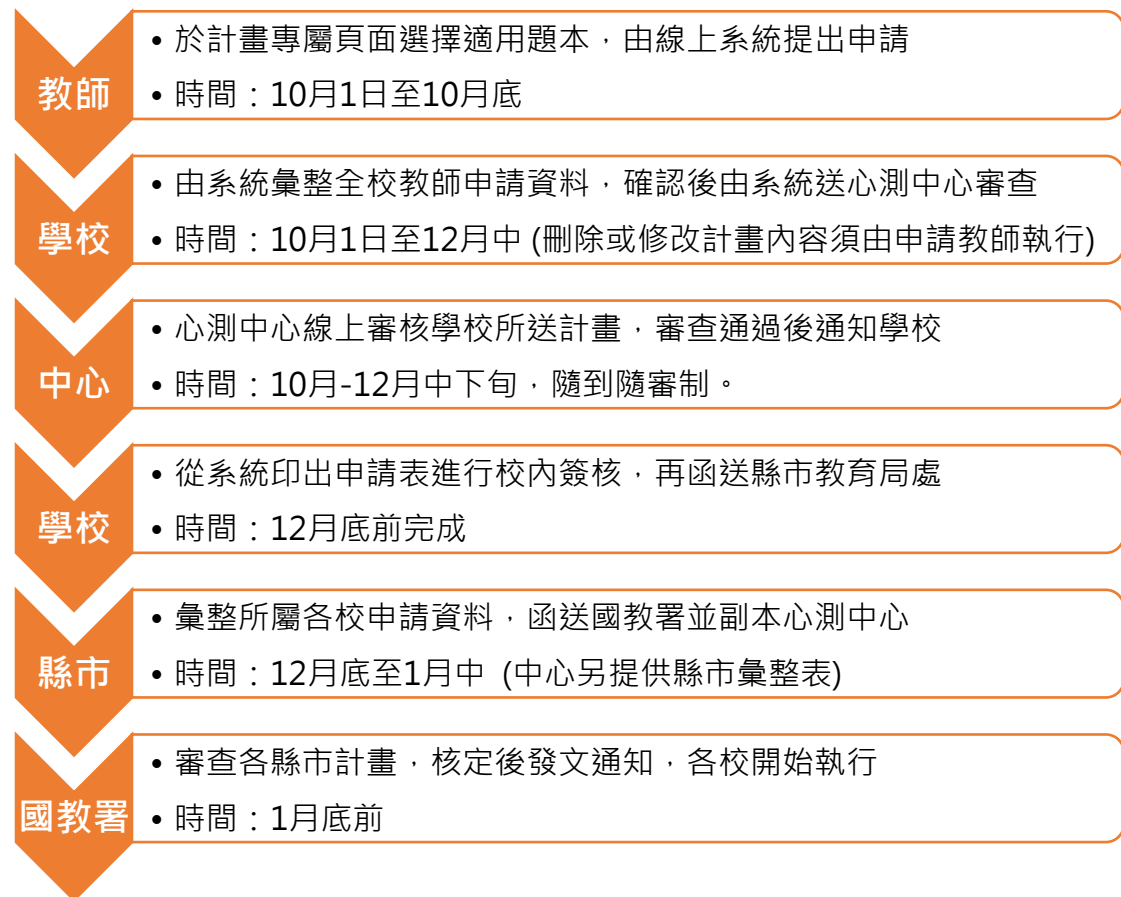 教師
• 於計畫專屬頁面選擇適用題本，由線上系統提出申請
• 時間：10月1日至10月底
學校
• 由系統彙整全校教師申請資料，確認後由系統送心測中心審查
• 時間：10月1日至12月中 (刪除或修改計畫內容須由申請教師執行)
中心
• 心測中心線上審核學校所送計畫，審查通過後通知學校
• 時間：10月-12月中下旬，隨到隨審制。
學校
• 從系統印出申請表進行校內簽核，再函送縣市教育局處
• 時間：12月底前完成
縣市
• 彙整所屬各校申請資料，函送國教署並副本心測中心
• 時間：12月底至1月中 (中心另提供縣市彙整表)
國教署
• 審查各縣市計畫，核定後發文通知，各校開始執行
• 時間：1月底前